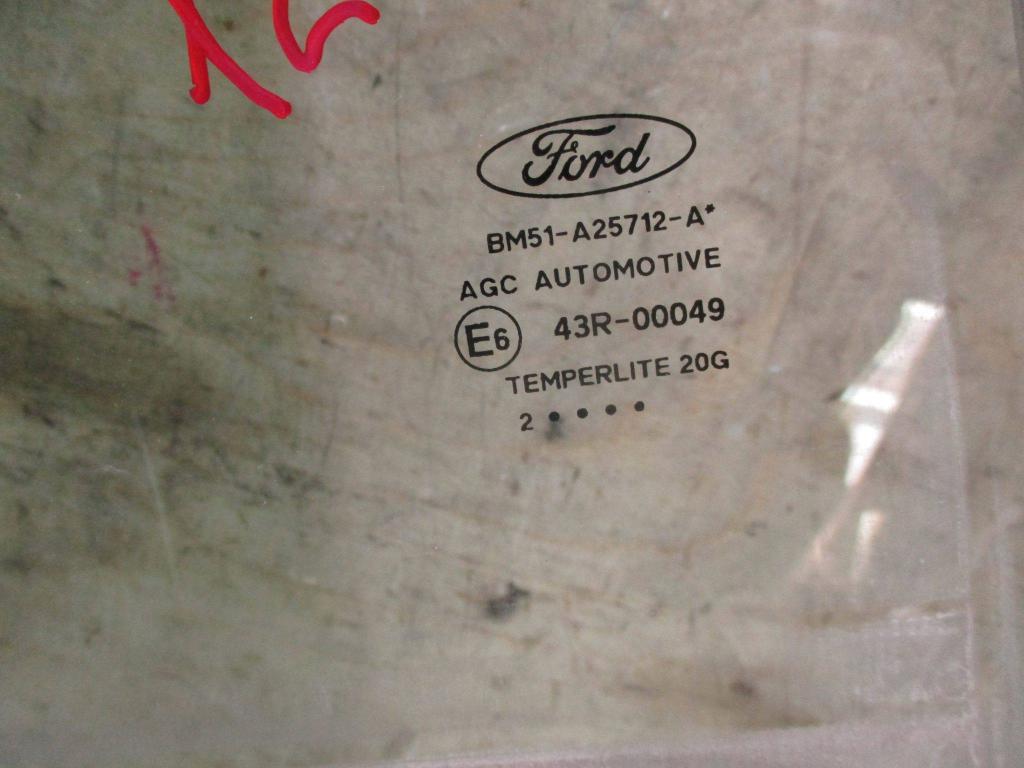 Ford
BM51-A25712-A*
AGC AUTOMOTIVE
E6 43R-00049
TEMPERLITE 20G
2 • • • •